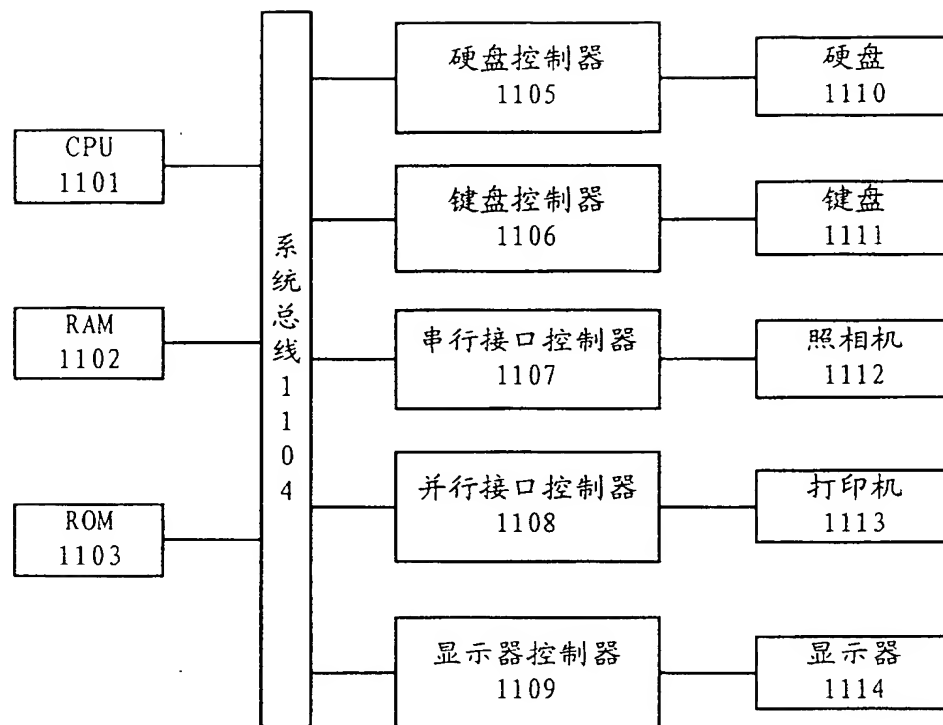 CPU
1101
RAM
1102
ROM
1103
系统总线1104
硬盘控制器
1105
键盘控制器
1106
串行接口控制器
1107
并行接口控制器
1108
显示器控制器
1109
硬盘
1110
键盘
1111
照相机
1112
打印机
1113
显示器
1114